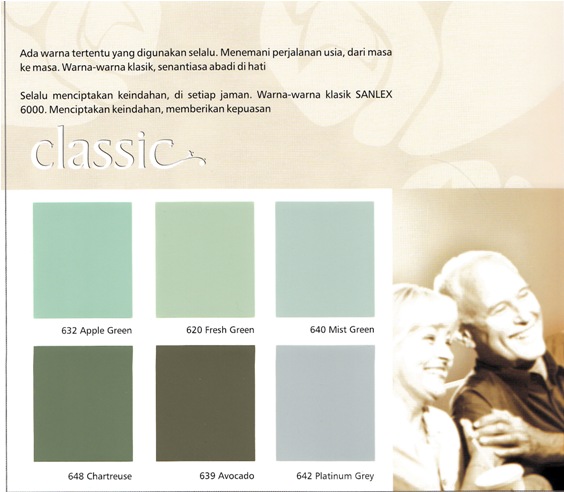 Ada warna tertentu yang digunakan selalu. Menemani perjalanan usia, dari masa
ke masa. Warna-warna klasik, senantiasa abadi di hati
Selalu menciptakan keindahan, di setiap jaman. Warna-warna klasik SANLEX
6000. Menciptakan keindahan, memberikan kepuasan
classic
632 Apple Green 620 Fresh Green 640 Mist Green
648 Chartreuse 639 Avocado 642 Platinum Grey